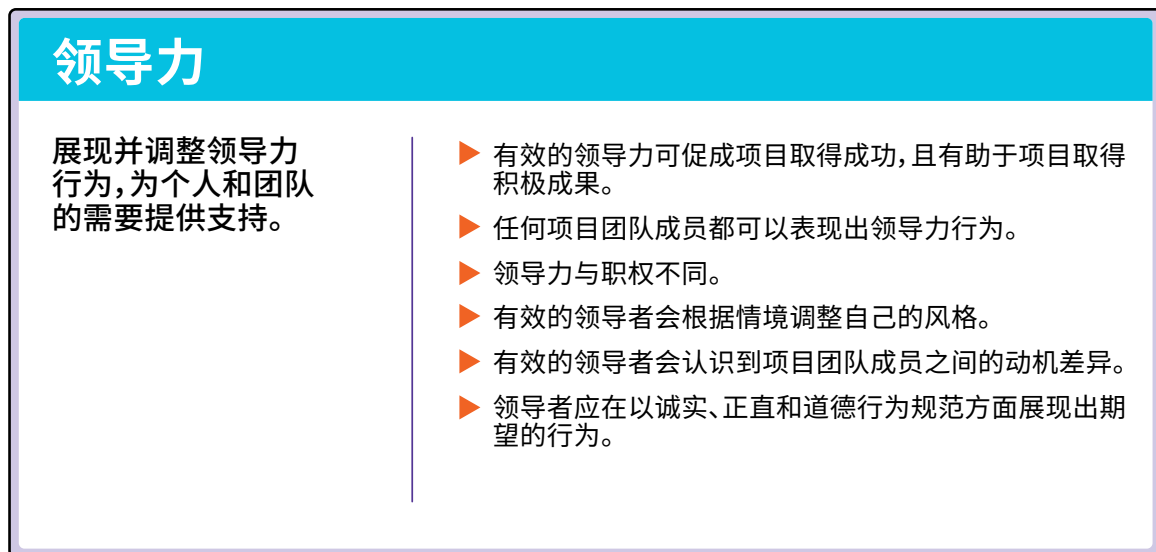 领导力
展现并调整领导力
行为，为个人和团队
的需要提供支持。
有效的领导力可促成项目取得成功，且有助于项目取得
积极成果。
任何项目团队成员都可以表现出领导力行为。
领导力与职权不同。
有效的领导者会根据情境调整自己的风格。
有效的领导者会认识到项目团队成员之间的动机差异。
领导者应在以诚实、正直和道德行为规范方面展现出期
望的行为。